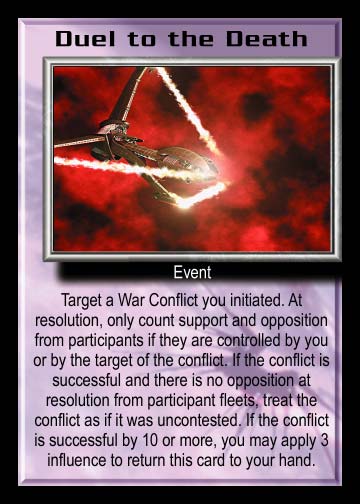 Duel to the Death
Event
Target a War Conflict you initiated. At
resolution, only count support and opposition
from participants if they are controlled by you
or by the target of the conflict. If the conflict is
successful and there is no opposition at
resolution from participant fleets, treat the
conflict as if it was uncontested. If the conflict
is successful by 10 or more, you may apply 3
influence to return this card to your hand.